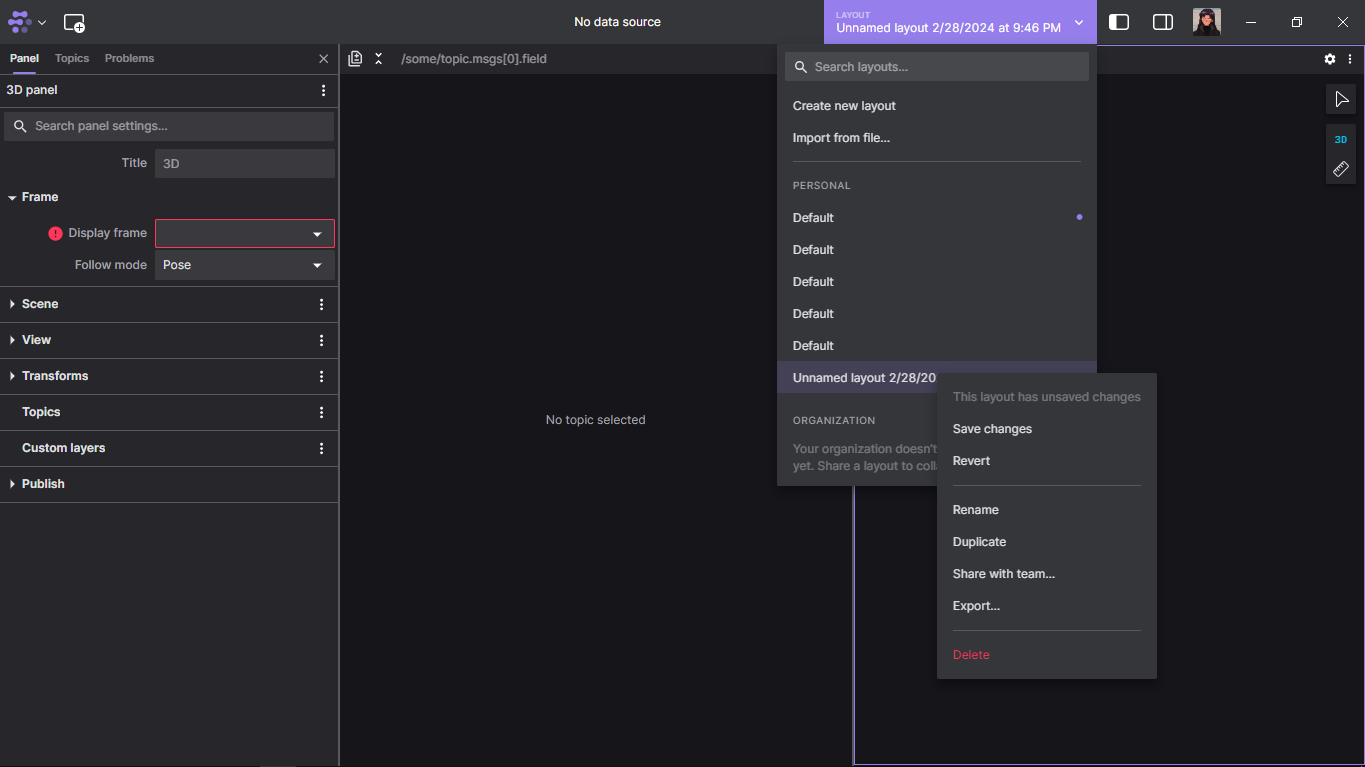 No data source
LAYOUT
Unnamed layout 2/28/2024 at 9:46 PM
Panel
Topics
Problems
3D panel
Search panel settings...
Title
3D
Frame
Display frame
Follow mode
Pose
Scene
View
Transforms
Topics
Custom layers
Publish
/some/topic.msgs[0].field
No topic selected
Search layouts...
Create new layout
Import from file...
PERSONAL
Default
Default
Default
Default
Default
Unnamed layout 2/28/20
ORGANIZATION
Your organization doesn't
yet. Share a layout to
This layout has unsaved changes
Save changes
Revert
Rename
Duplicate
Share with team...
Export...
Delete
3D